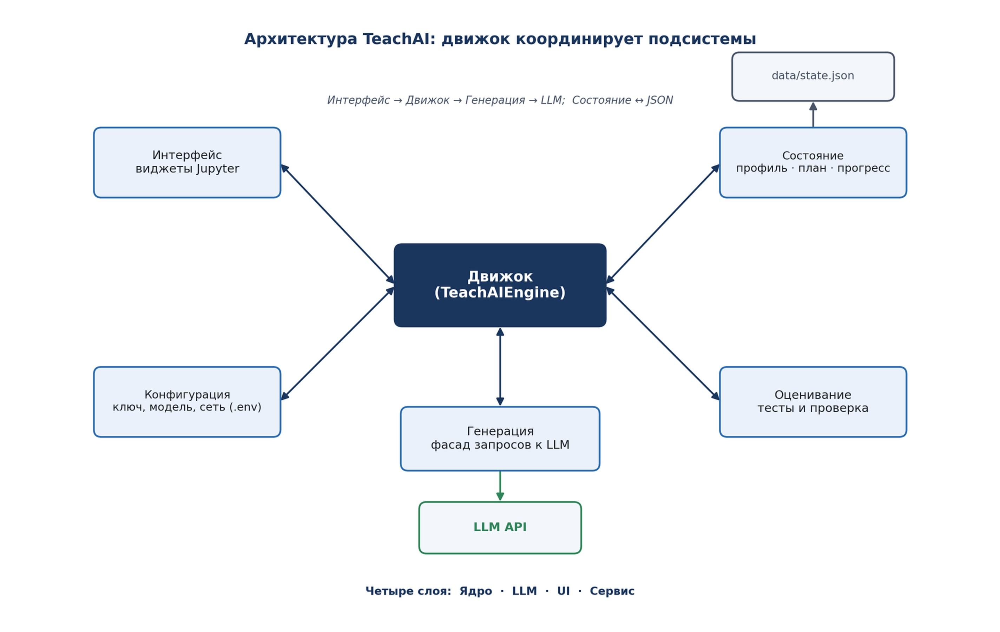 Архитектура TeachAI: движок координирует подсистемы
data/state.json
Интерфейс → Движок → Генерация → LLM;  Состояние ↔ JSON
Интерфейс
виджеты Jupyter
Состояние
профиль · план · прогресс
Движок
(TeachAIEngine)
Конфигурация
ключ, модель, сеть (.env)
Оценивание
тесты и проверка
Генерация
фасад запросов к LLM
LLM API
Четыре слоя:  Ядро  ·  LLM  ·  UI  ·  Сервис